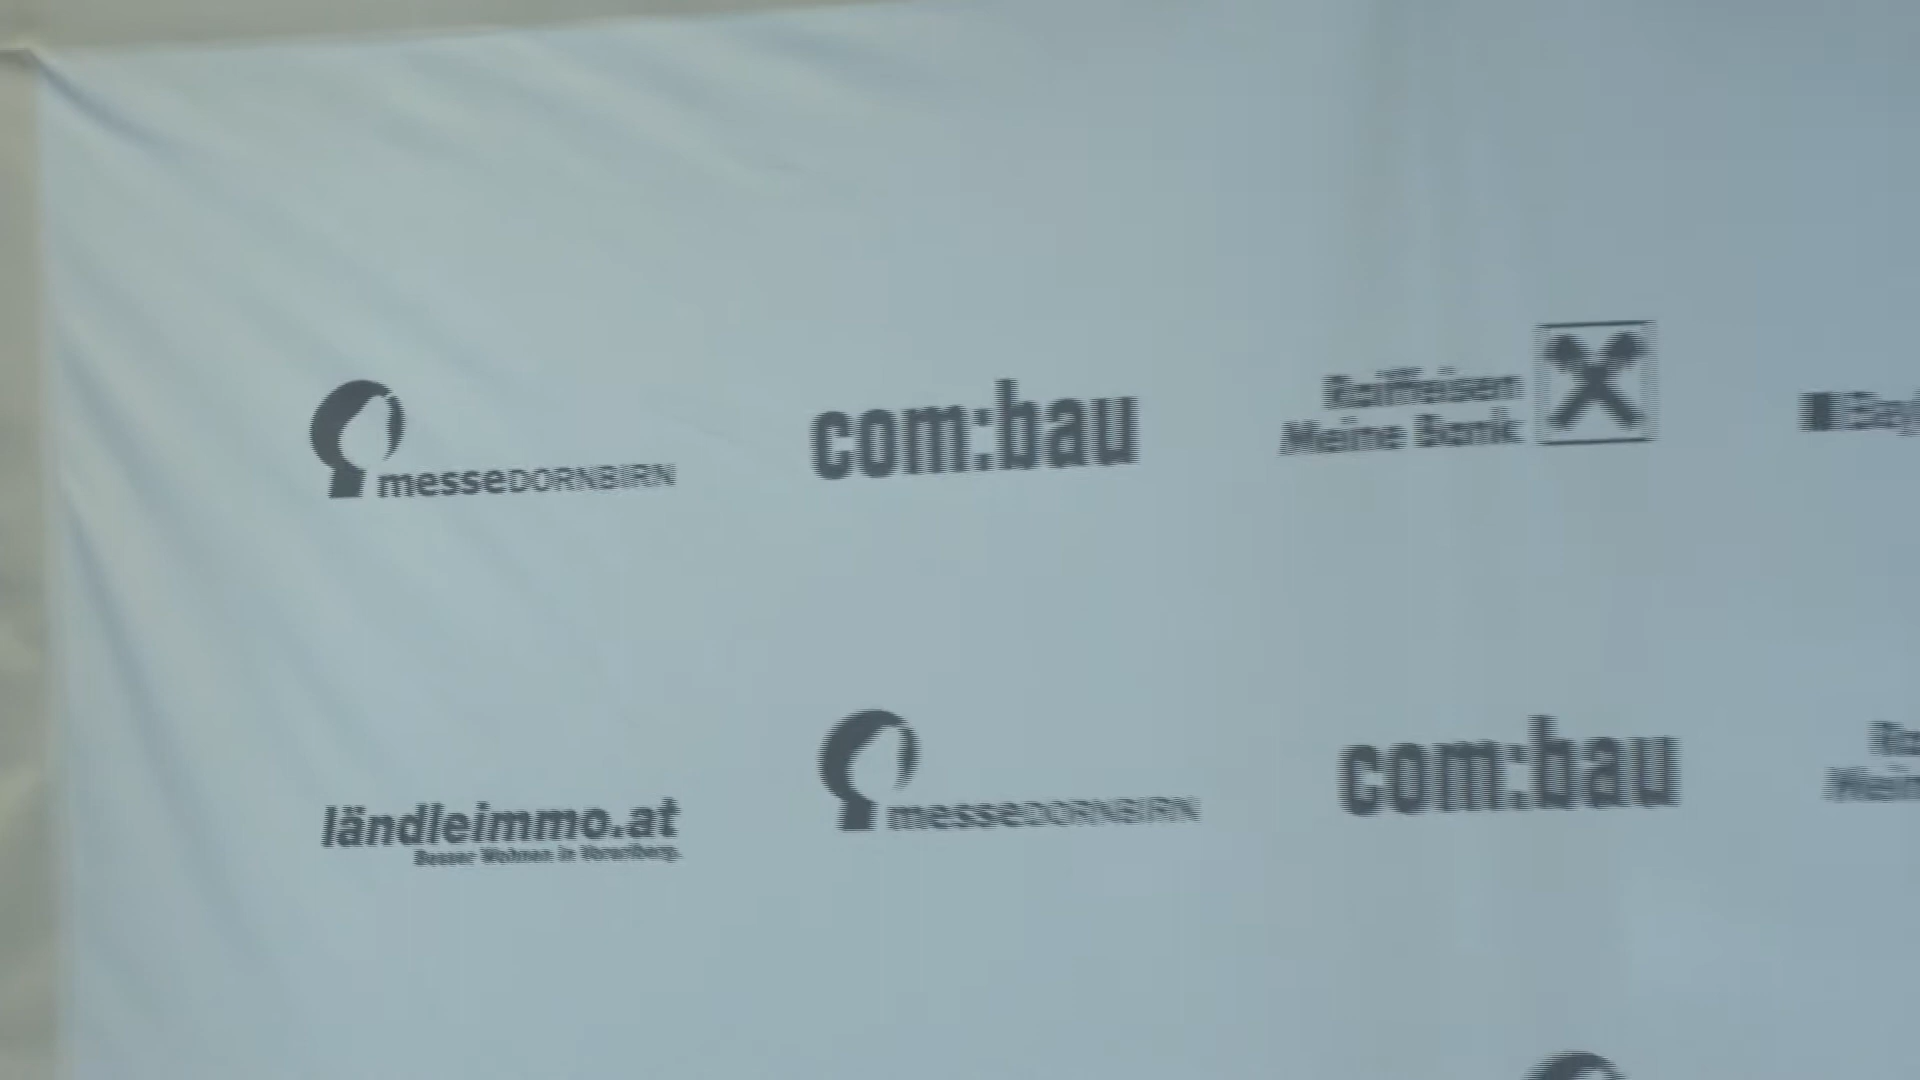 messeDORNBIRN
com:bau
Raiffeisen
Meine Bank
ländleimmo.at
Besser Wohnen in Vorarlberg.
messeDORNBIRN
com:bau